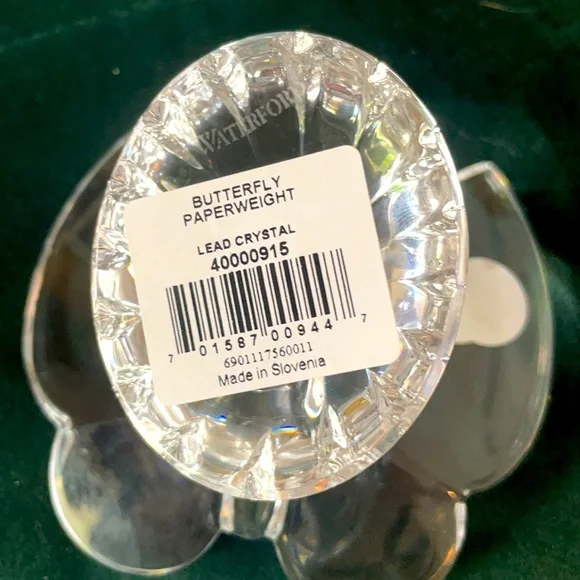 WATERFORD
BUTTERFLY
PAPERWEIGHT
LEAD CRYSTAL
40000915
7 01587 00944 7
6901117560011
Made in Slovenia